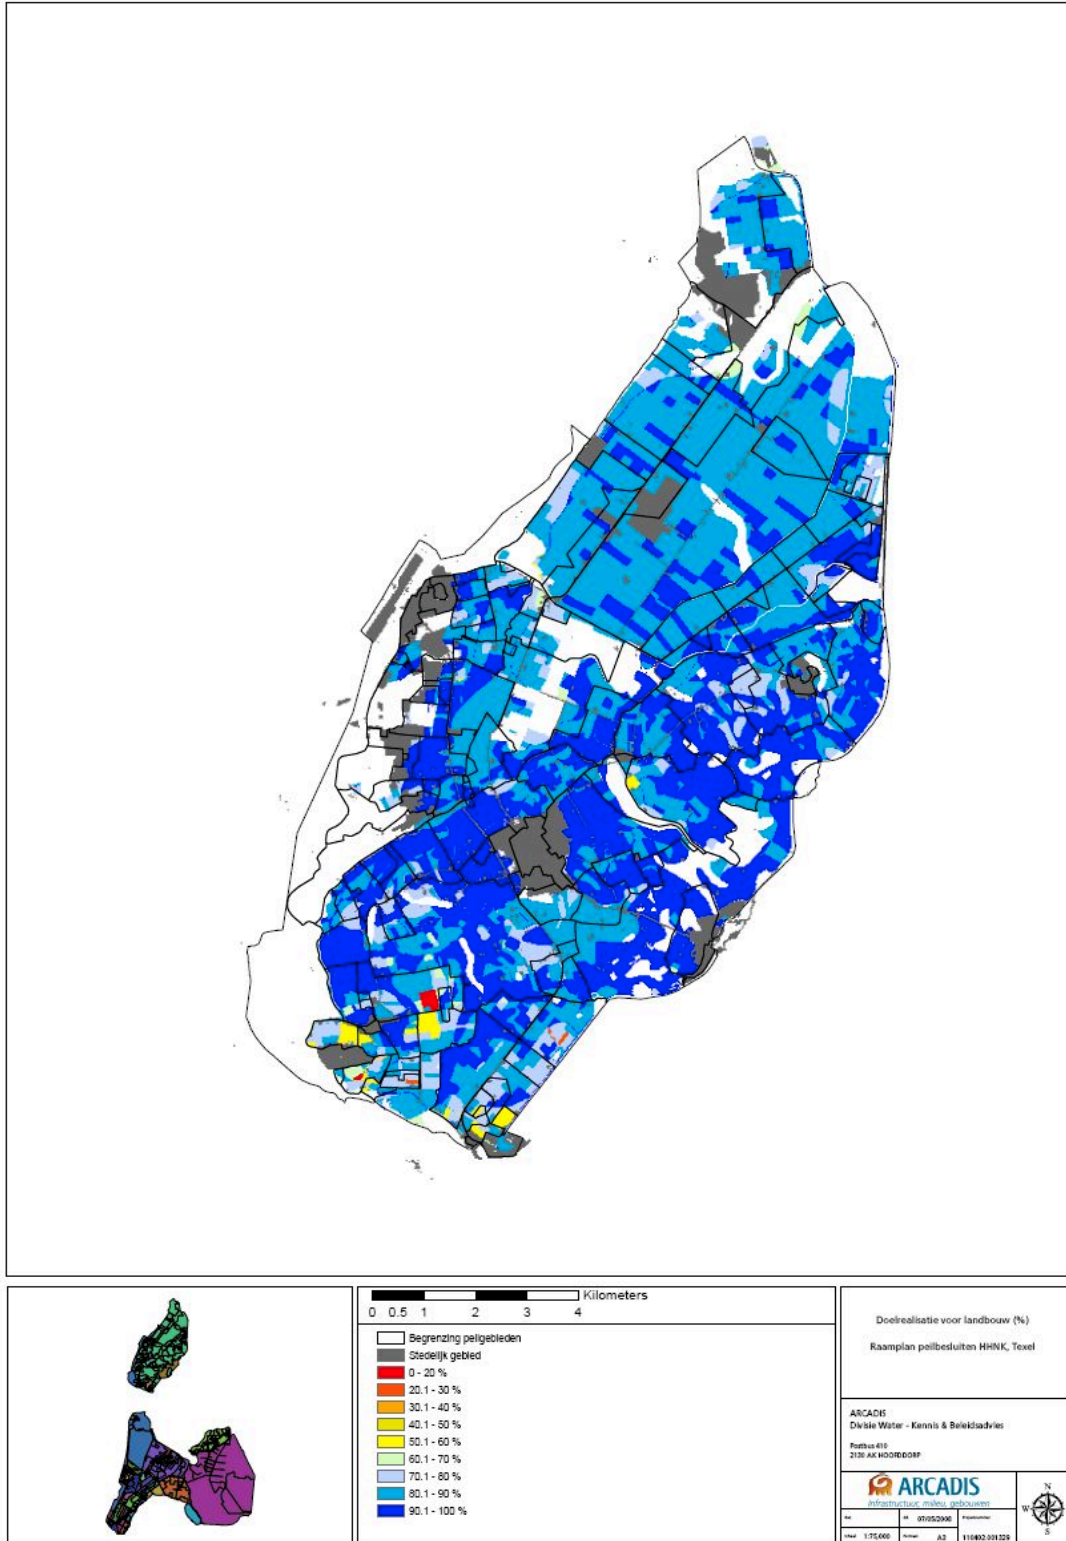 Kilometers
0 0.5 1 2 3 4
Begrenzing peilgebieden
Stedelijk gebied
0 - 20 %
20.1 - 30 %
30.1 - 40 %
40.1 - 50 %
50.1 - 60 %
60.1 - 70 %
70.1 - 80 %
80.1 - 90 %
90.1 - 100 %
Doelrealisatie voor landbouw (%)
Raamplan peilbesluiten HHNK, Texel
ARCADIS
Divisie Water - Kennis & Beleidsadvies
Postbus 410
2130 AK HOOFDDORP
ARCADIS
Infrastructuur, milieu, gebouwen
07/05/2008
1:75,000
A3
110402.001329
N
W
S